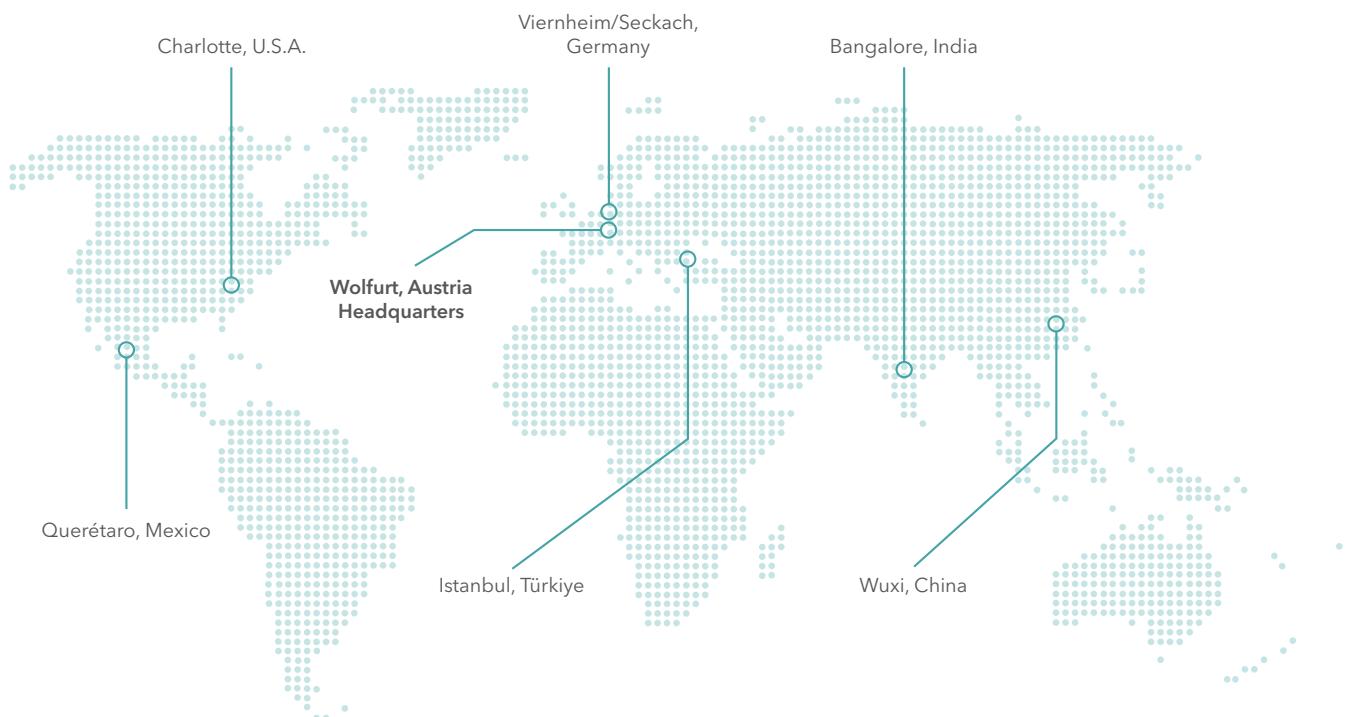 Viernheim/Seckach,
Germany
Charlotte, U.S.A.
Bangalore, India
Wolfurt, Austria
Headquarters
Querétaro, Mexico
Istanbul, Türkiye
Wuxi, China